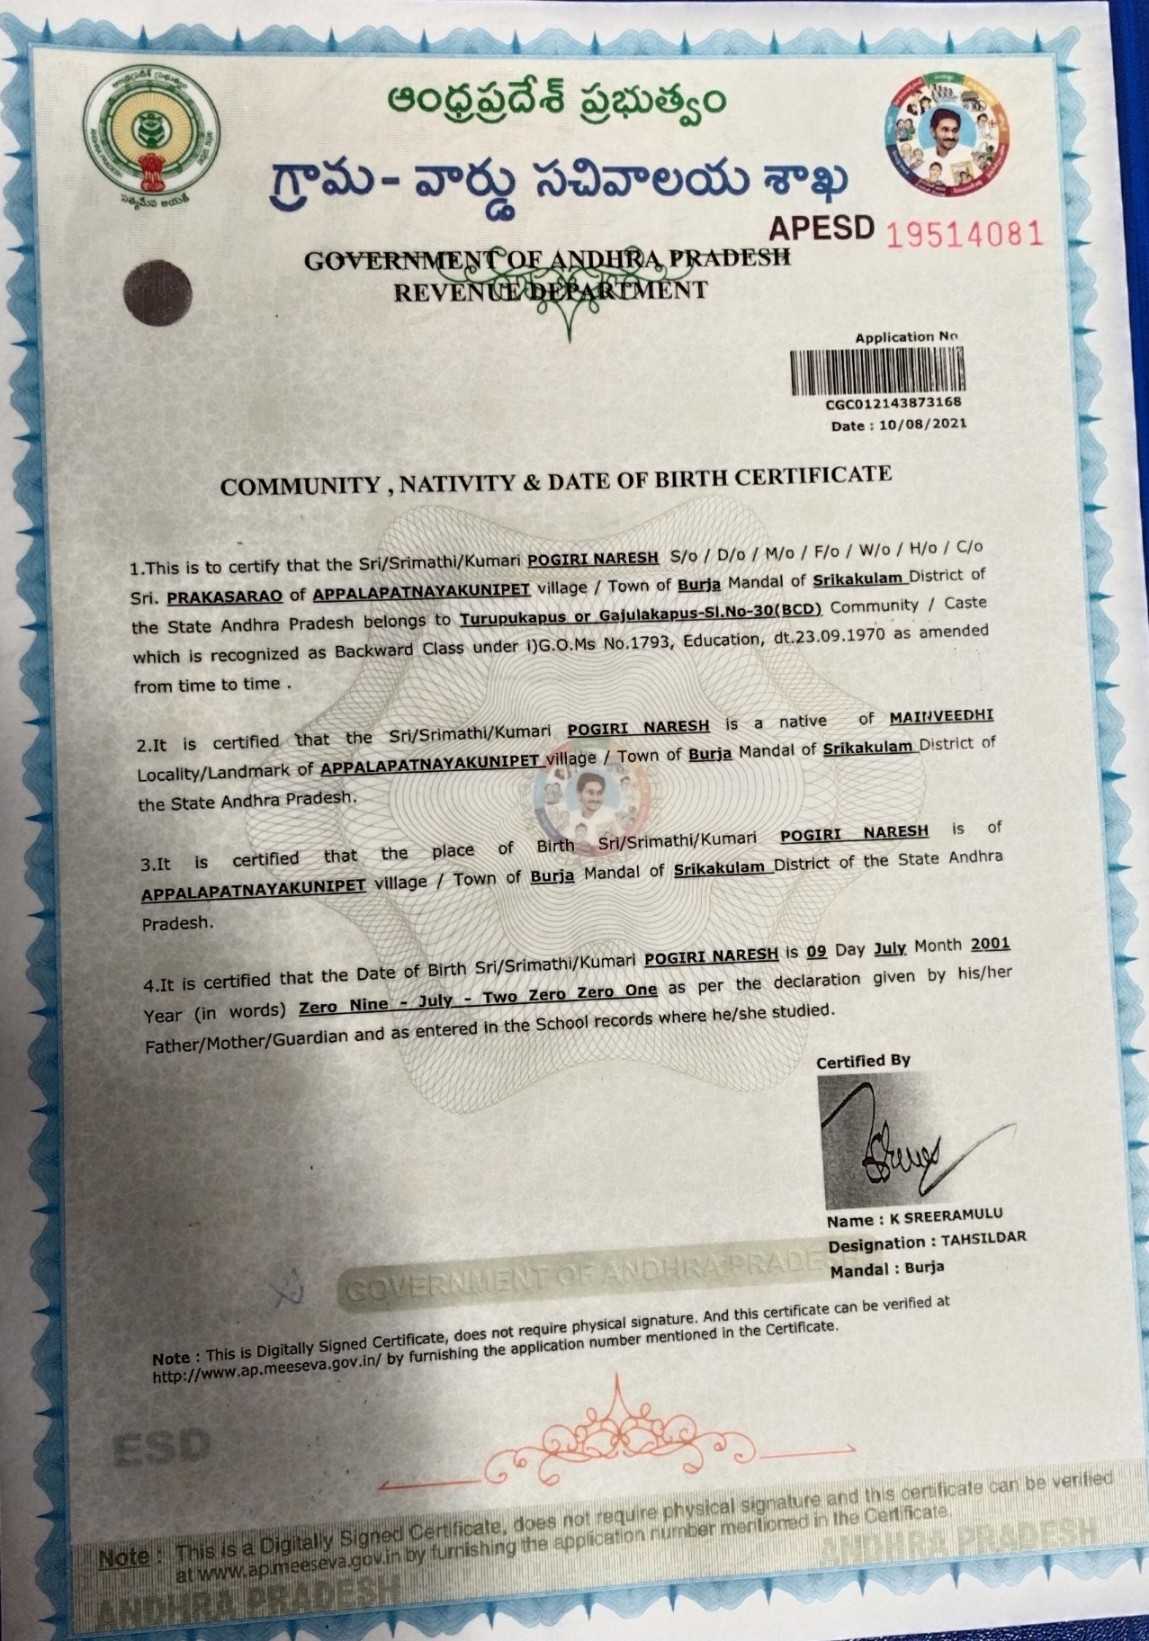 ఆంధ్రప్రదేశ్ ప్రభుత్వం
గ్రామ- వార్డు సచివాలయ శాఖ
APESD 19514081
GOVERNMENT OF ANDHRA PRADESH
REVENUE DEPARTMENT
Application No
CGC012143873168
Date : 10/08/2021
COMMUNITY , NATIVITY & DATE OF BIRTH CERTIFICATE
1.This is to certify that the Sri/Srimathi/Kumari POGIRI NARESH S/o / D/o / M/o / F/o / W/o / H/o / C/o
Sri. PRAKASARAO of APPALAPATNAYAKUNIPET village / Town of Burja Mandal of Srikakulam District of
the State Andhra Pradesh belongs to Turupukapus or Gajulakapus-Sl.No-30(BCD) Community / Caste
which is recognized as Backward Class under i)G.O.Ms No.1793, Education, dt.23.09.1970 as amended
from time to time .
2.It is certified that the Sri/Srimathi/Kumari POGIRI NARESH is a native of MAINVEEDHI
Locality/Landmark of APPALAPATNAYAKUNIPET village / Town of Burja Mandal of Srikakulam District of
the State Andhra Pradesh.
3.It is certified that the place of Birth Sri/Srimathi/Kumari POGIRI NARESH is of
APPALAPATNAYAKUNIPET village / Town of Burja Mandal of Srikakulam District of the State Andhra
Pradesh.
4.It is certified that the Date of Birth Sri/Srimathi/Kumari POGIRI NARESH is 09 Day July Month 2001
Year (in words) Zero Nine - July - Two Zero Zero One as per the declaration given by his/her
Father/Mother/Guardian and as entered in the School records where he/she studied.
Certified By
Name : K SREERAMULU
Designation : TAHSILDAR
Mandal : Burja
GOVERNMENT OF ANDHRA PRADESH
Note : This is Digitally Signed Certificate, does not require physical signature. And this certificate can be verified at
http://www.ap.meeseva.gov.in/ by furnishing the application number mentioned in the Certificate.
ESD
Note : This is a Digitally Signed Certificate, does not require physical signature and this certificate can be verified
at www.ap.meeseva.gov.in by furnishing the application number mentioned in the Certificate.
ANDHRA PRADESH
ANDHRA PRADESH